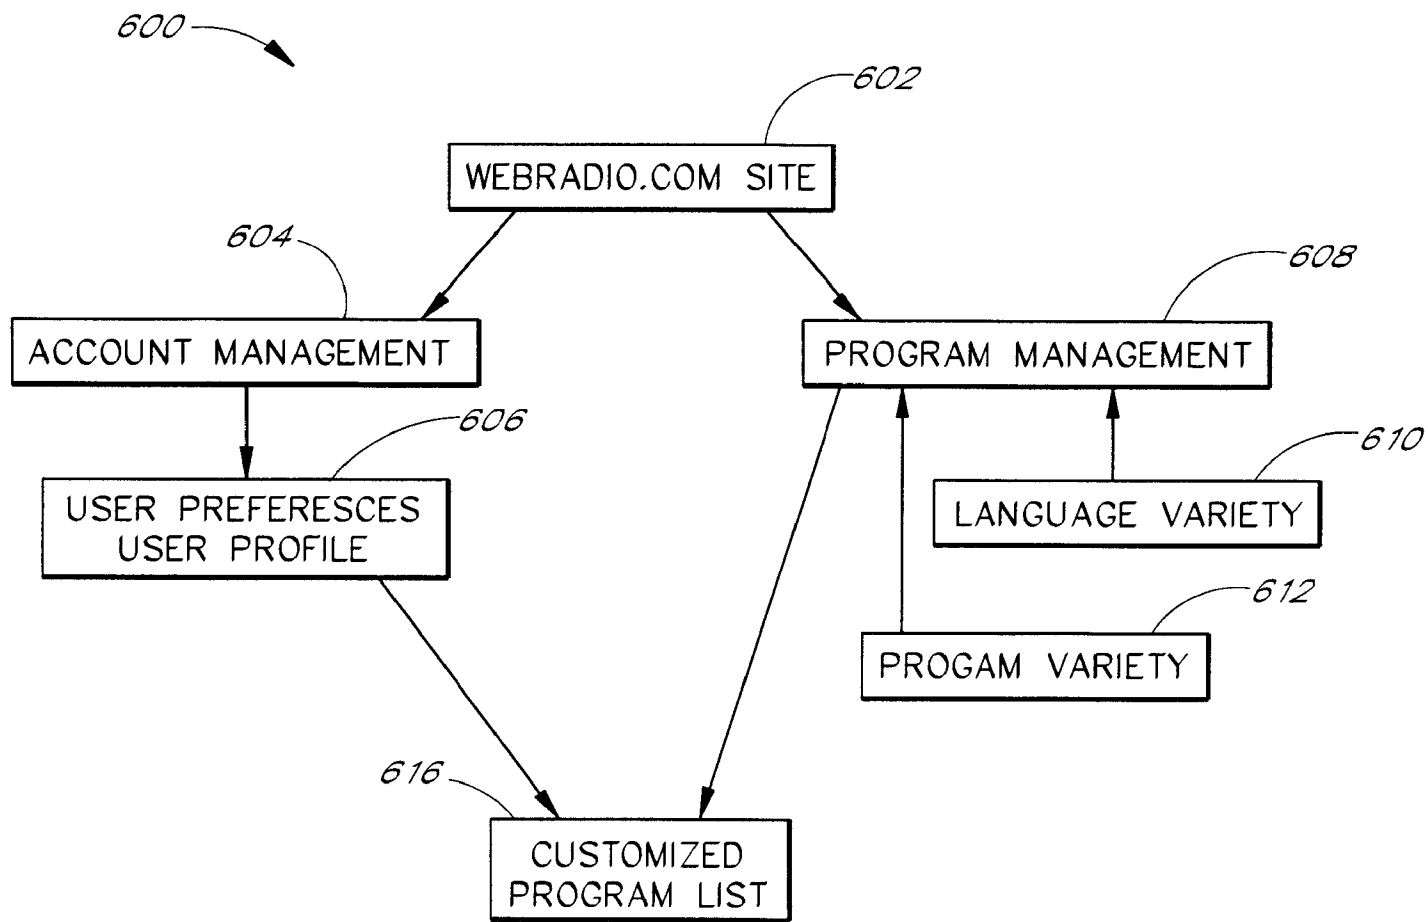 600
602
WEBRADIO.COM SITE
604
608
ACCOUNT MANAGEMENT
PROGRAM MANAGEMENT
606
610
USER PREFERESCES
USER PROFILE
LANGUAGE VARIETY
612
PROGAM VARIETY
616
CUSTOMIZED
PROGRAM LIST